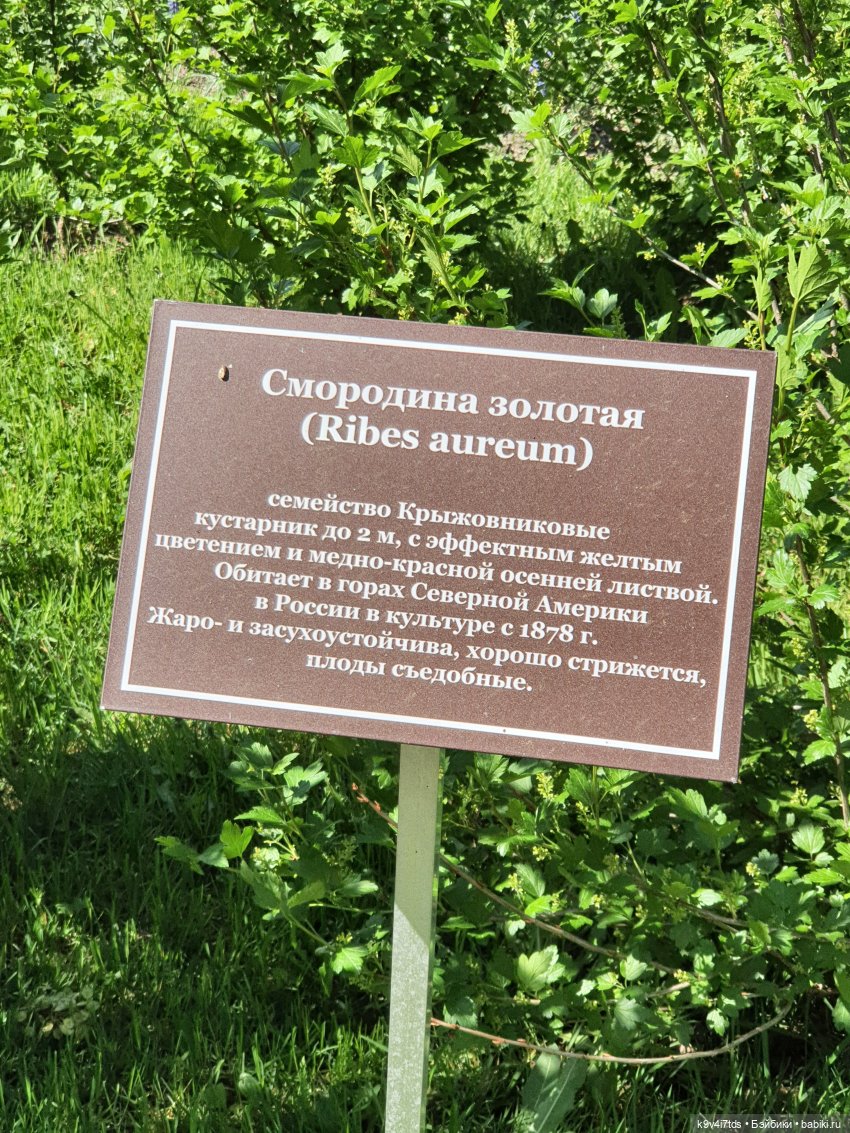 Смородина золотая
(Ribes aureum)
семейство Крыжовниковые
кустарник до 2 м, с эффектным желтым
цветением и медно-красной осенней листвой.
Обитает в горах Северной Америки
в России в культуре с 1878 г.
Жаро- и засухоустойчива, хорошо стрижется,
плоды съедобные.
k9v4i7tds • Бэйбики • babiki.ru